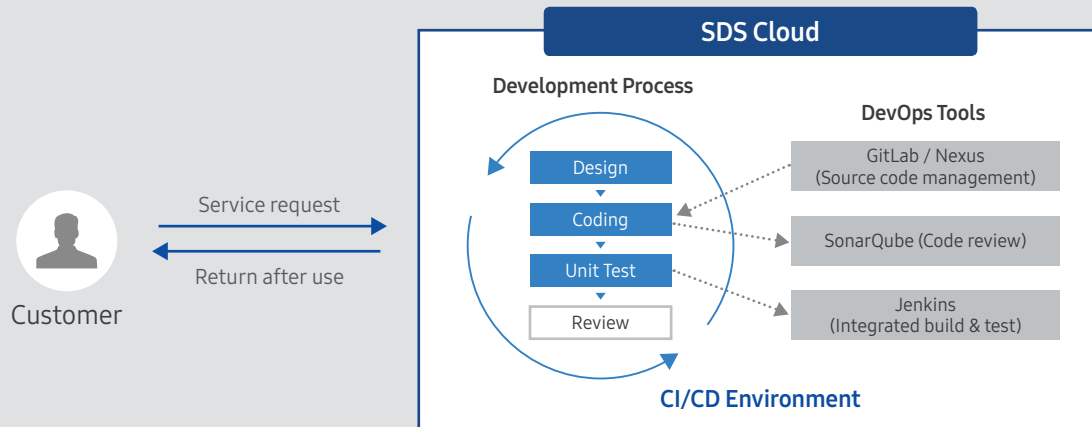 SDS Cloud
Development Process
DevOps Tools
Design
Coding
Unit Test
Review
GitLab / Nexus
(Source code management)
SonarQube (Code review)
Jenkins
(Integrated build & test)
CI/CD Environment
Service request
Return after use
Customer